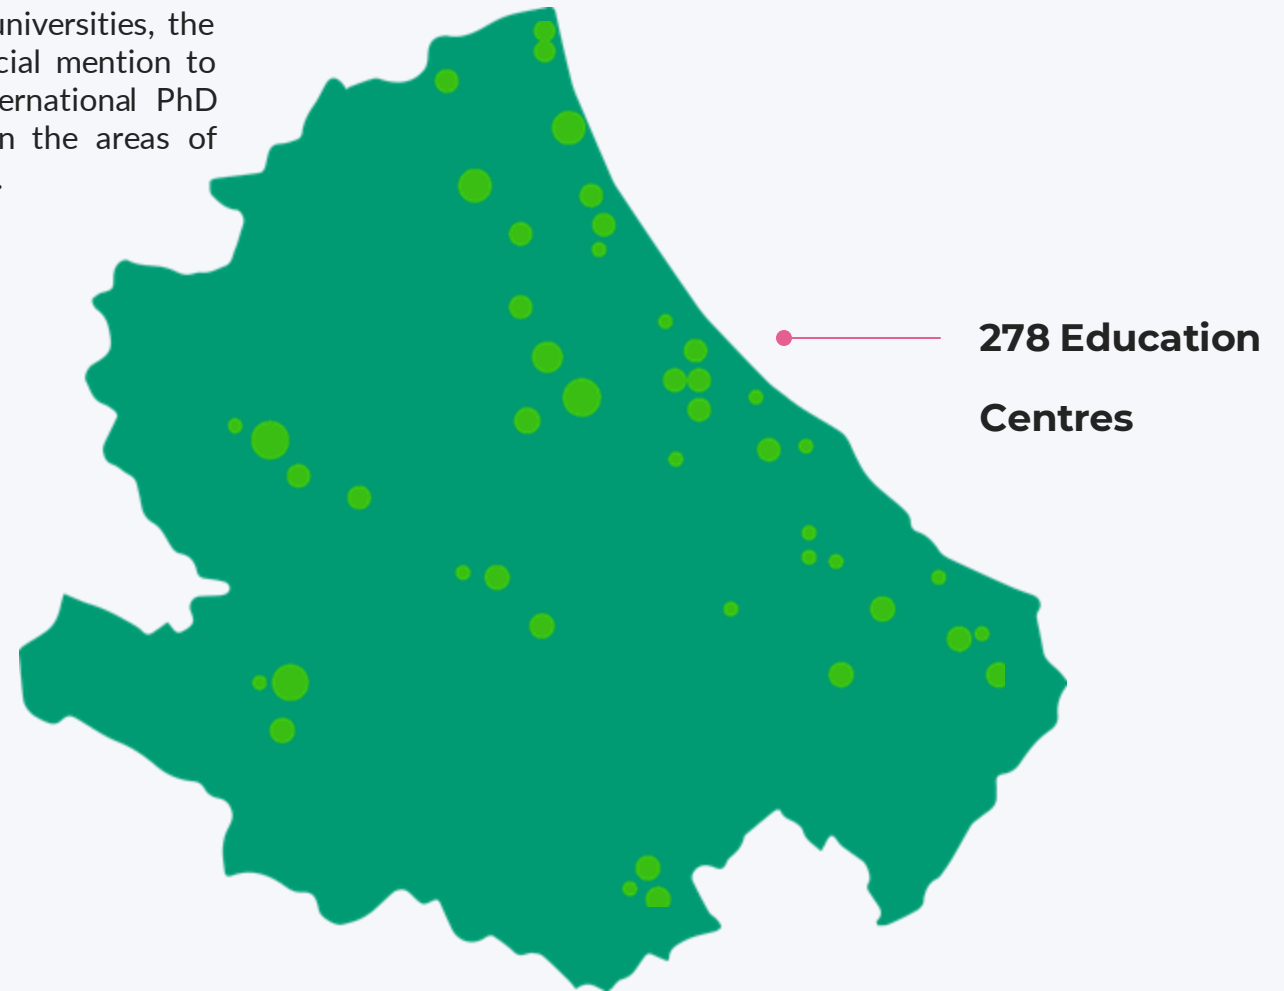 universities, the
cial mention to
ernational PhD
n the areas of
.
278 Education
Centres